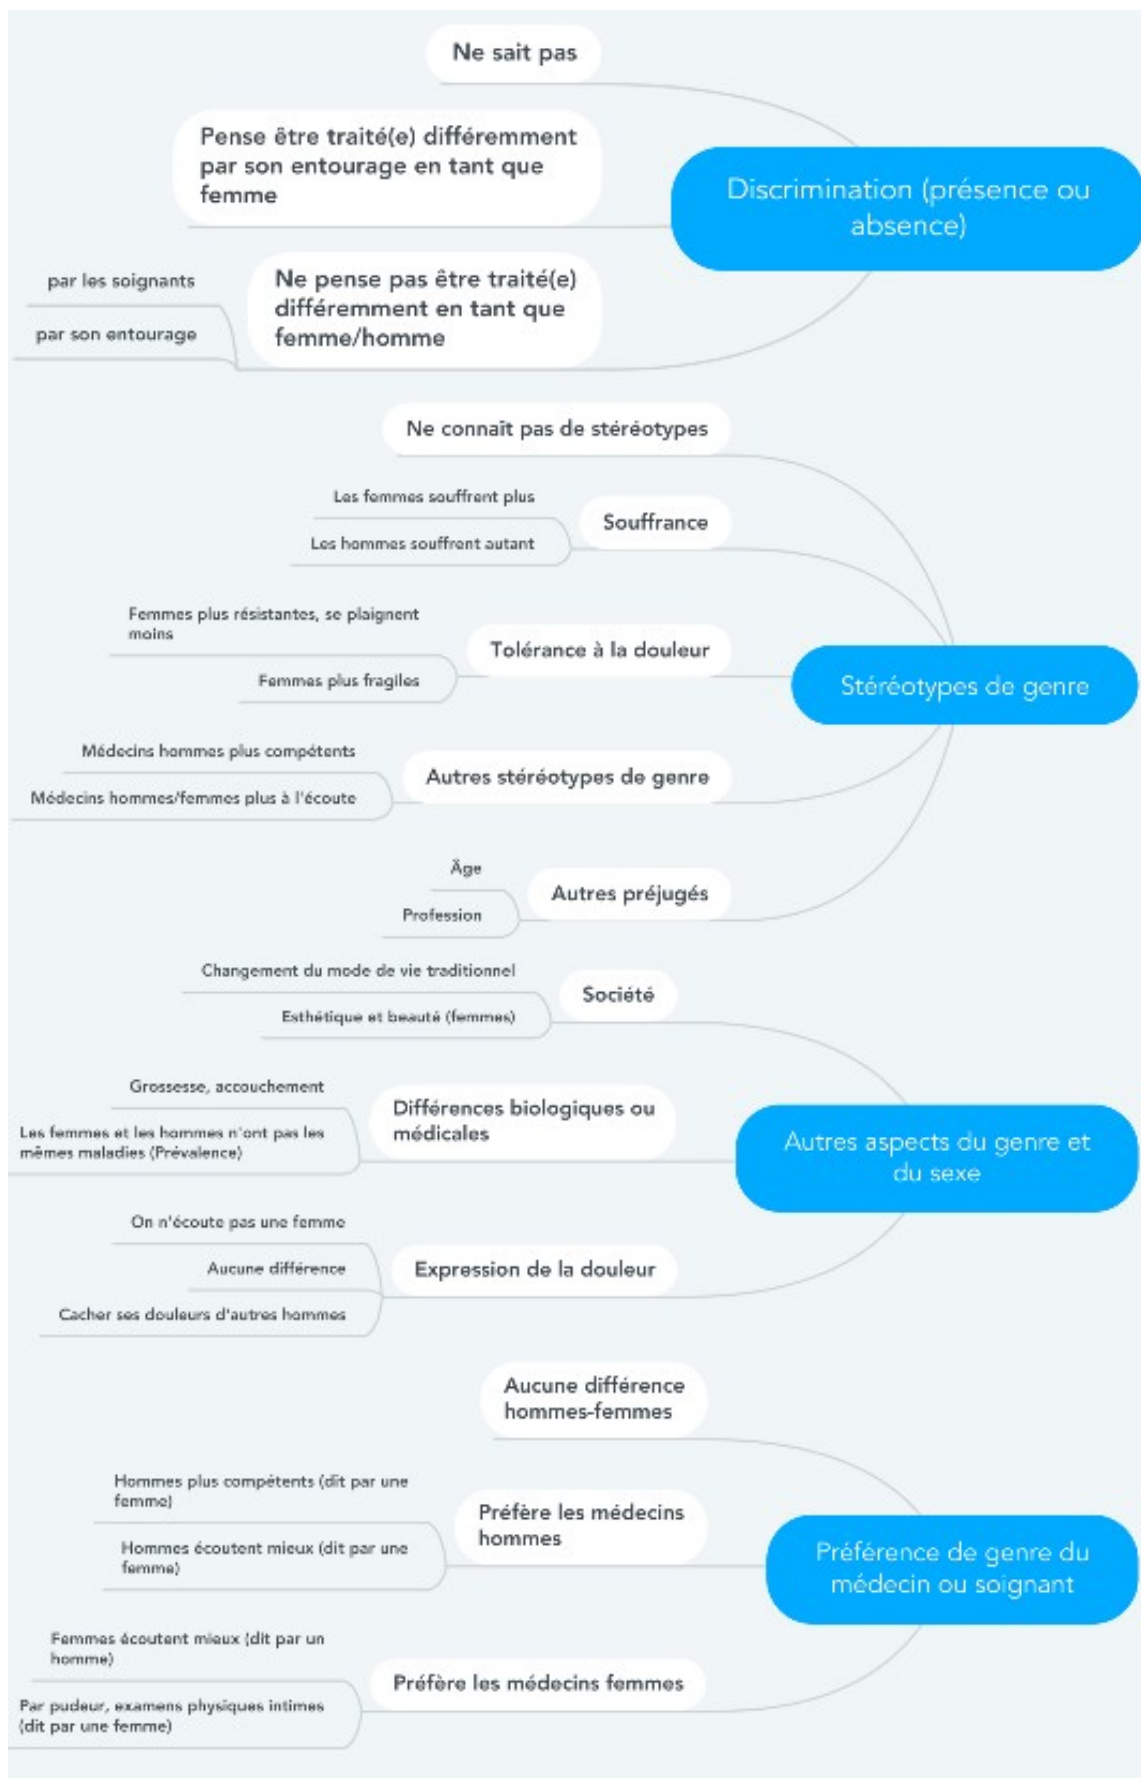 Ne sait pas
Pense être traité(e) différemment
par son entourage en tant que
femme
Discrimination (présence ou
absence)
par les soignants
par son entourage
Ne pense pas être traité(e)
différemment en tant que
femme/homme
Ne connaît pas de stéréotypes
Les femmes souffrent plus
Les hommes souffrent autant
Souffrance
Femmes plus résistantes, se plaignent
moins
Femmes plus fragiles
Tolérance à la douleur
Stéréotypes de genre
Médecins hommes plus compétents
Médecins hommes/femmes plus à l'écoute
Autres stéréotypes de genre
Âge
Profession
Autres préjugés
Changement du mode de vie traditionnel
Esthétique et beauté (femmes)
Société
Grossesse, accouchement
Les femmes et les hommes n'ont pas les
mêmes maladies (Prévalence)
Différences biologiques ou
médicales
Autres aspects du genre et
du sexe
On n'écoute pas une femme
Aucune différence
Cacher ses douleurs d'autres hommes
Expression de la douleur
Aucune différence
hommes-femmes
Hommes plus compétents (dit par une
femme)
Hommes écoutent mieux (dit par une
femme)
Préfère les médecins
hommes
Préférence de genre du
médecin ou soignant
Femmes écoutent mieux (dit par un
homme)
Par pudeur, examens physiques intimes
(dit par une femme)
Préfère les médecins femmes